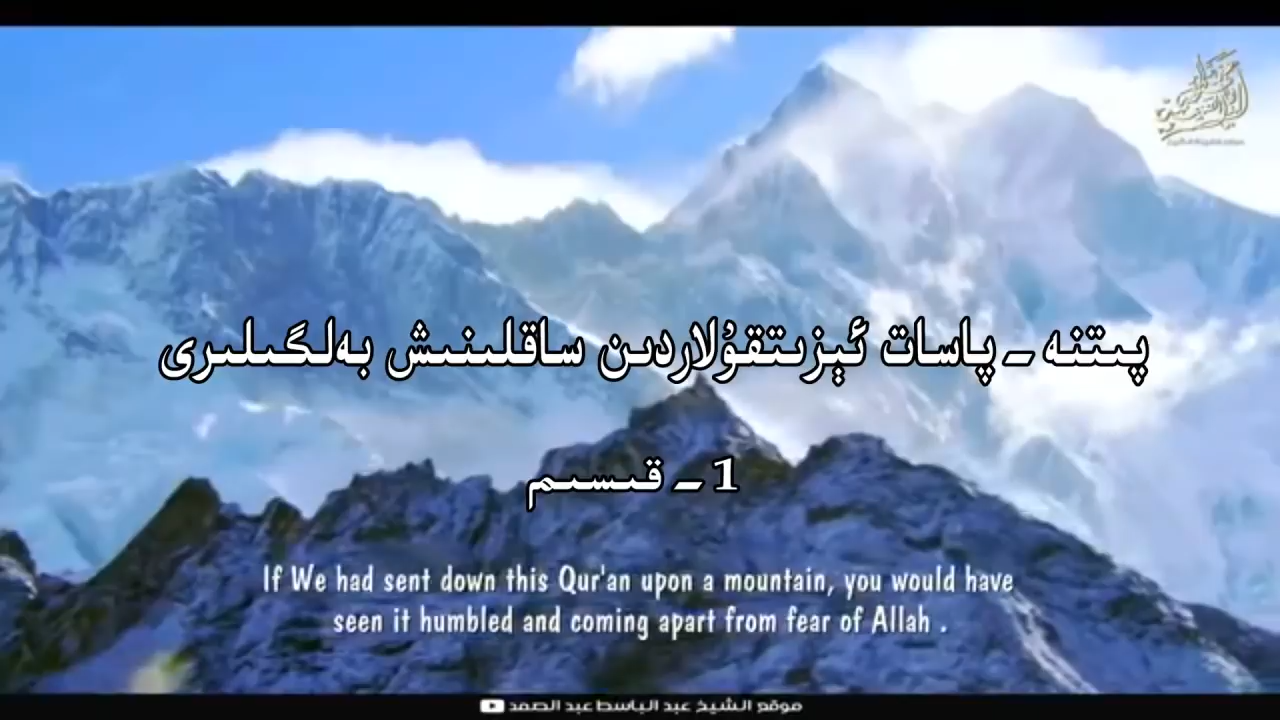 پىتنە ـ پاسات ئېزىتقۇلاردىن ساقلىنىش بەلگىلىرى
1 ـ قىسىم
If We had sent down this Qur'an upon a mountain, you would have
seen it humbled and coming apart from fear of Allah .
موقع الشيخ عبد الباسط عبد الصمد